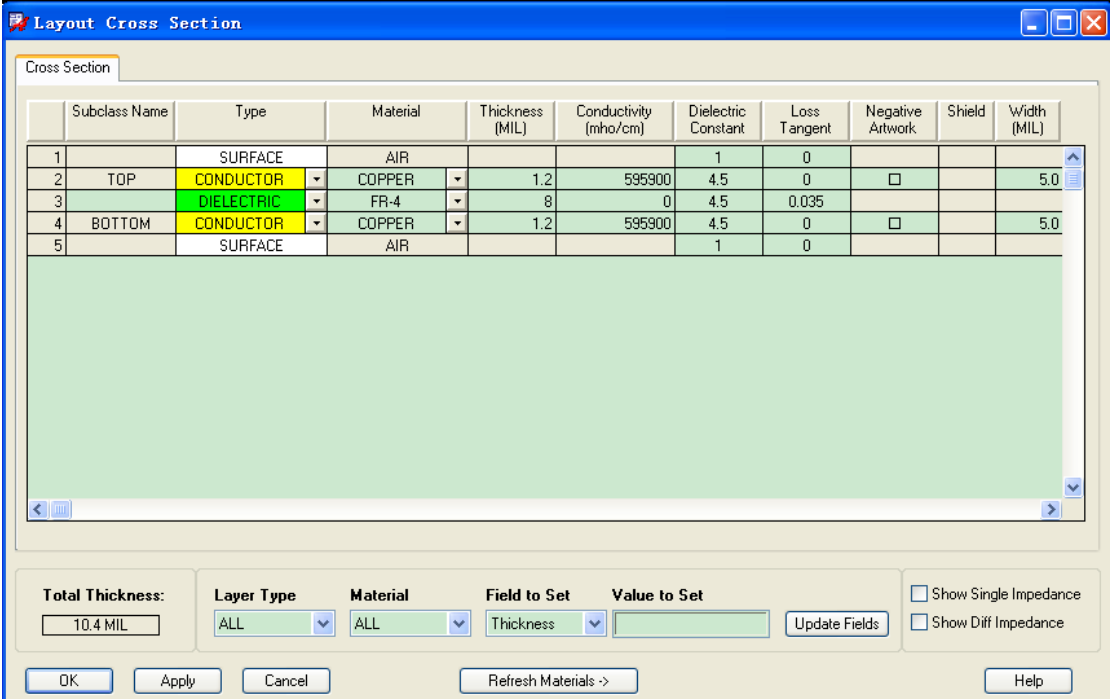 Layout Cross Section
Cross Section
Subclass Name Type Material Thickness (MIL) Conductivity (mho/cm) Dielectric Constant Loss Tangent Negative Artwork Shield Width (MIL)
1 SURFACE AIR 1 0
2 TOP CONDUCTOR COPPER 1.2 595900 4.5 0 5.0
3 DIELECTRIC FR-4 8 0 4.5 0.035
4 BOTTOM CONDUCTOR COPPER 1.2 595900 4.5 0 5.0
5 SURFACE AIR 1 0
Total Thickness: Layer Type Material Field to Set Value to Set
10.4 MIL ALL ALL Thickness Update Fields
Show Single Impedance
Show Diff Impedance
OK Apply Cancel Refresh Materials -> Help